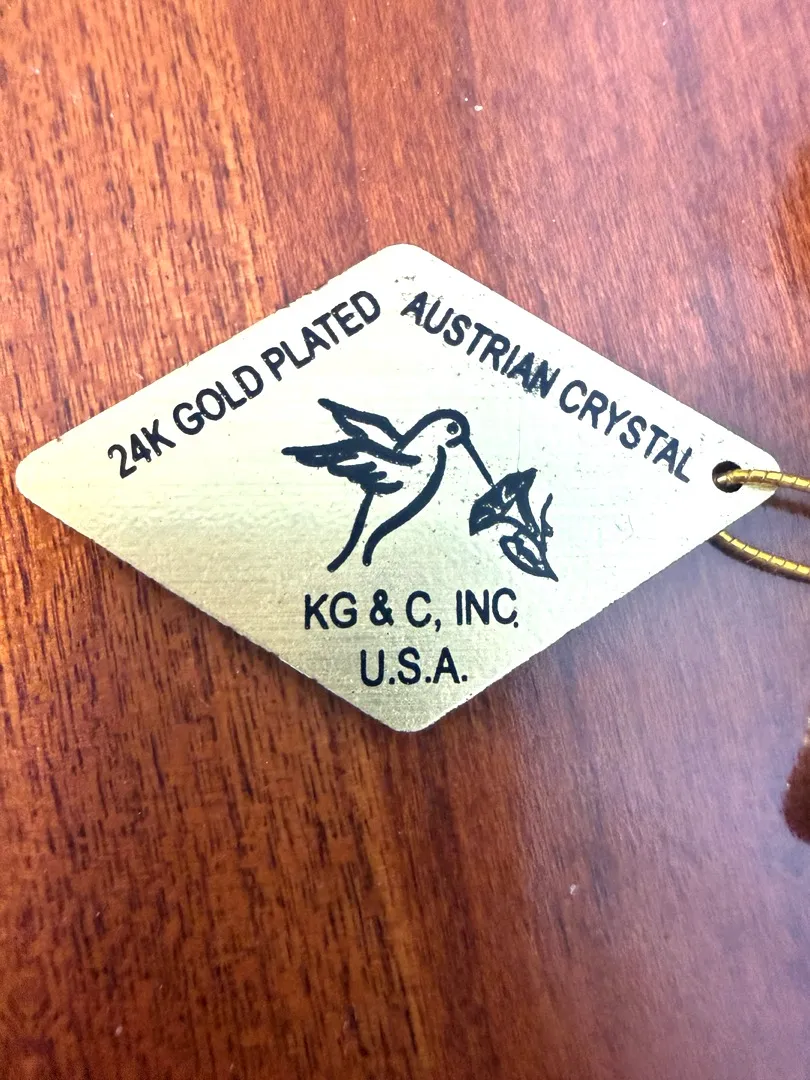 24K GOLD PLATED
AUSTRIAN CRYSTAL
KG & C, INC.
U.S.A.